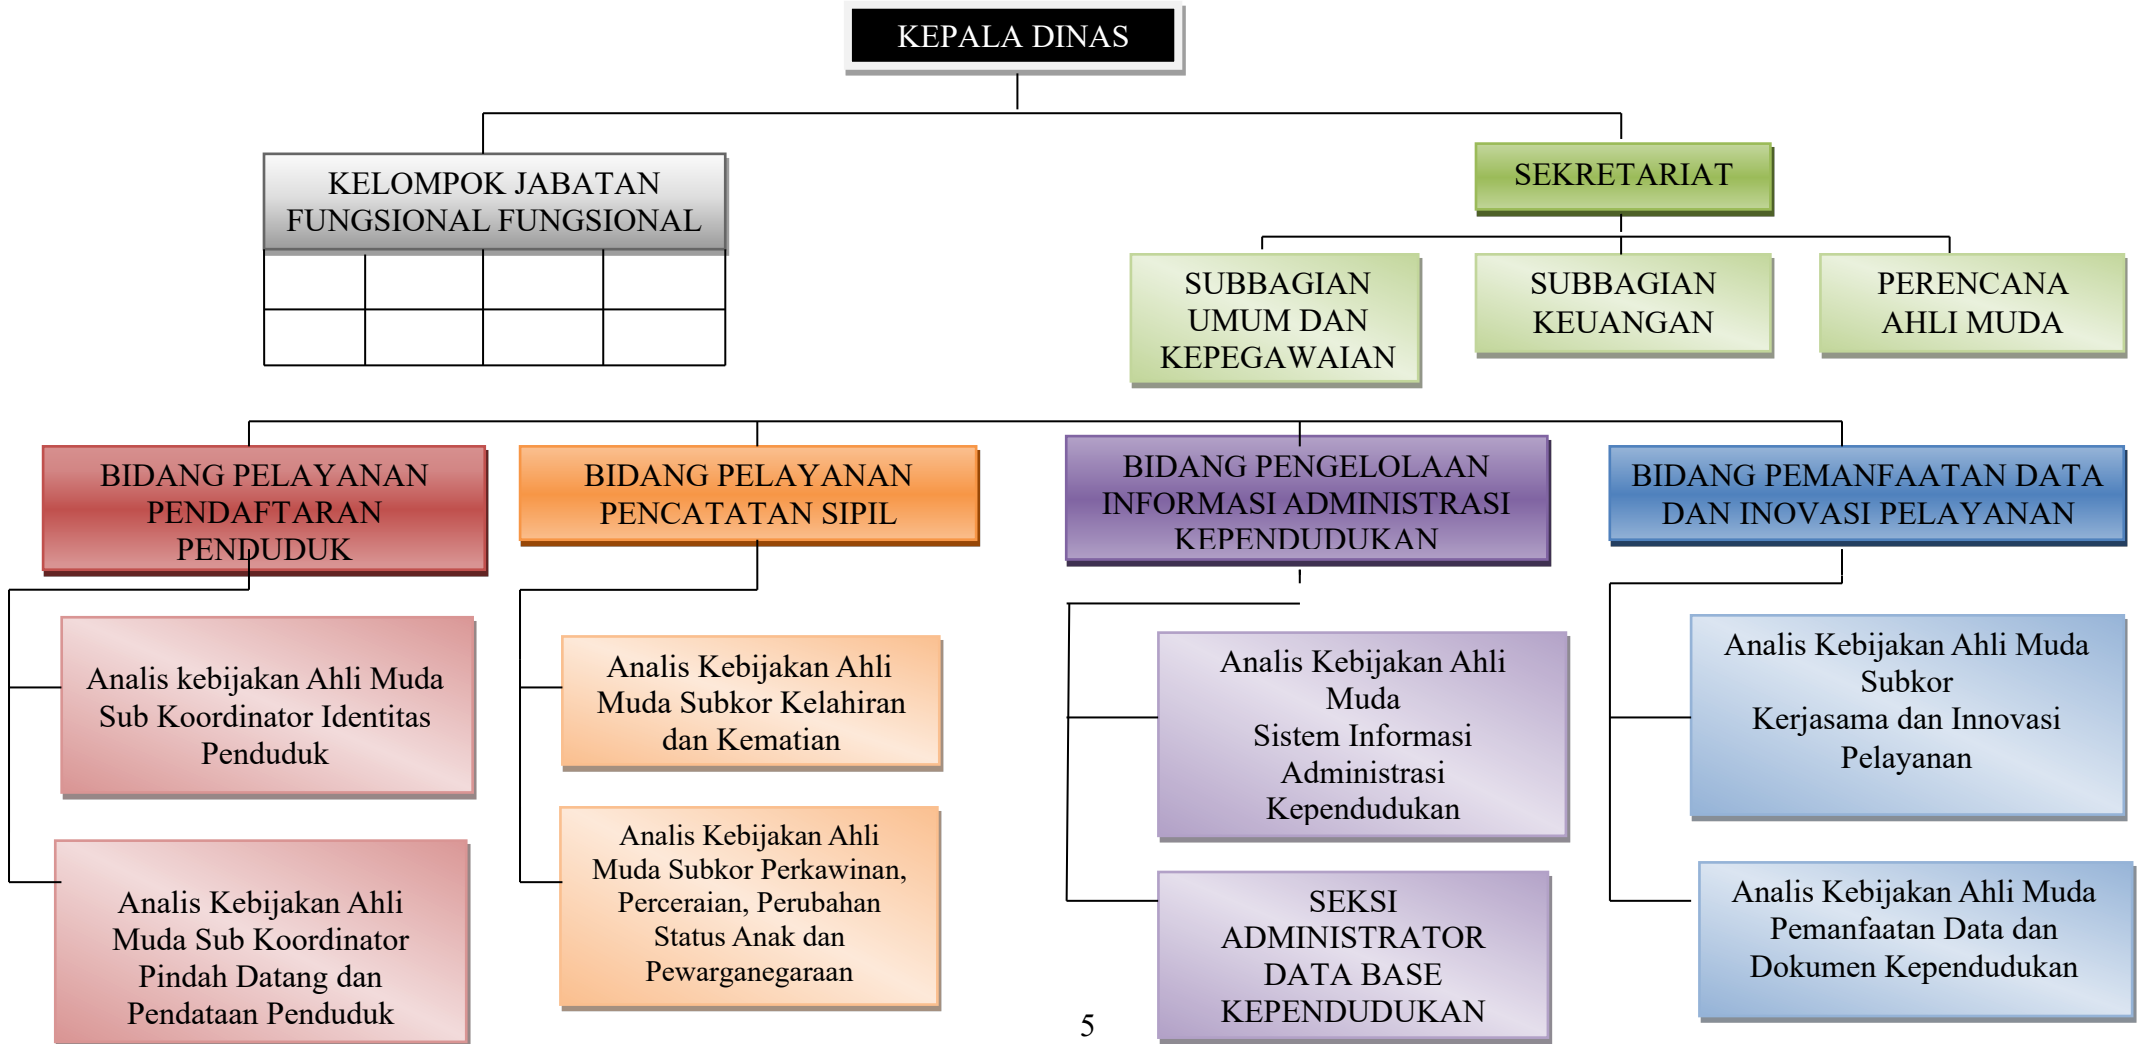 KEPALA DINAS
KELOMPOK JABATAN
FUNGSIONAL FUNGSIONAL
SEKRETARIAT
SUBBAGIAN
UMUM DAN
KEPEGAWAIAN
SUBBAGIAN
KEUANGAN
PERENCANA
AHLI MUDA
BIDANG PELAYANAN
PENDAFTARAN
PENDUDUK
BIDANG PELAYANAN
PENCATATAN SIPIL
BIDANG PENGELOLAAN
INFORMASI ADMINISTRASI
KEPENDUDUKAN
BIDANG PEMANFAATAN DATA
DAN INOVASI PELAYANAN
Analis kebijakan Ahli Muda
Sub Koordinator Identitas
Penduduk
Analis Kebijakan Ahli
Muda Sub Koordinator
Pindah Datang dan
Pendataan Penduduk
Analis Kebijakan Ahli
Muda Subkor Kelahiran
dan Kematian
Analis Kebijakan Ahli
Muda Subkor Perkawinan,
Perceraian, Perubahan
Status Anak dan
Pewarganegaraan
Analis Kebijakan Ahli
Muda
Sistem Informasi
Administrasi
Kependudukan
SEKSI
ADMINISTRATOR
DATA BASE
KEPENDUDUKAN
Analis Kebijakan Ahli Muda
Subkor
Kerjasama dan Innovasi
Pelayanan
Analis Kebijakan Ahli Muda
Pemanfaatan Data dan
Dokumen Kependudukan
5